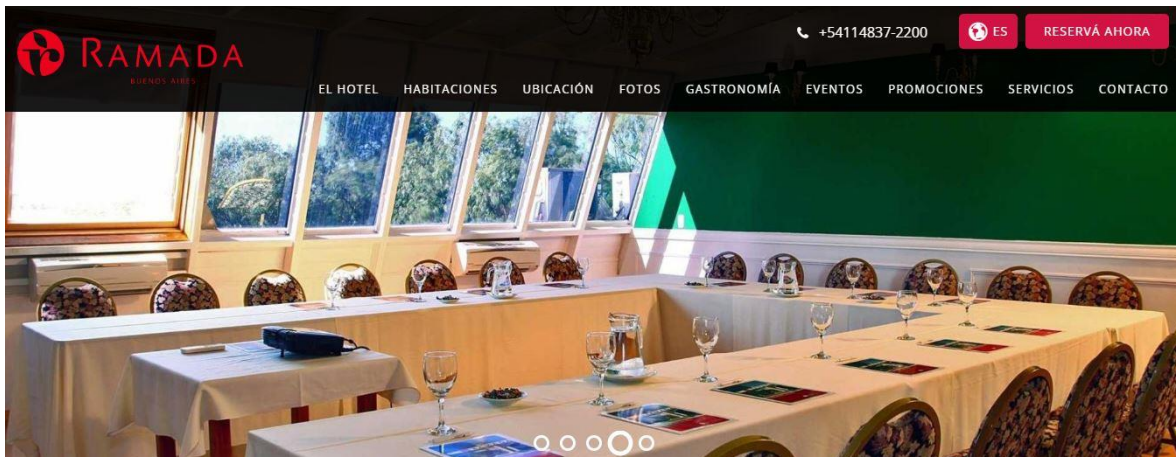 +54114837-2200
ES
RESERVÁ AHORA
RAMADA
BUENOS AIRES
EL HOTEL HABITACIONES UBICACIÓN FOTOS GASTRONOMÍA EVENTOS PROMOCIONES SERVICIOS CONTACTO